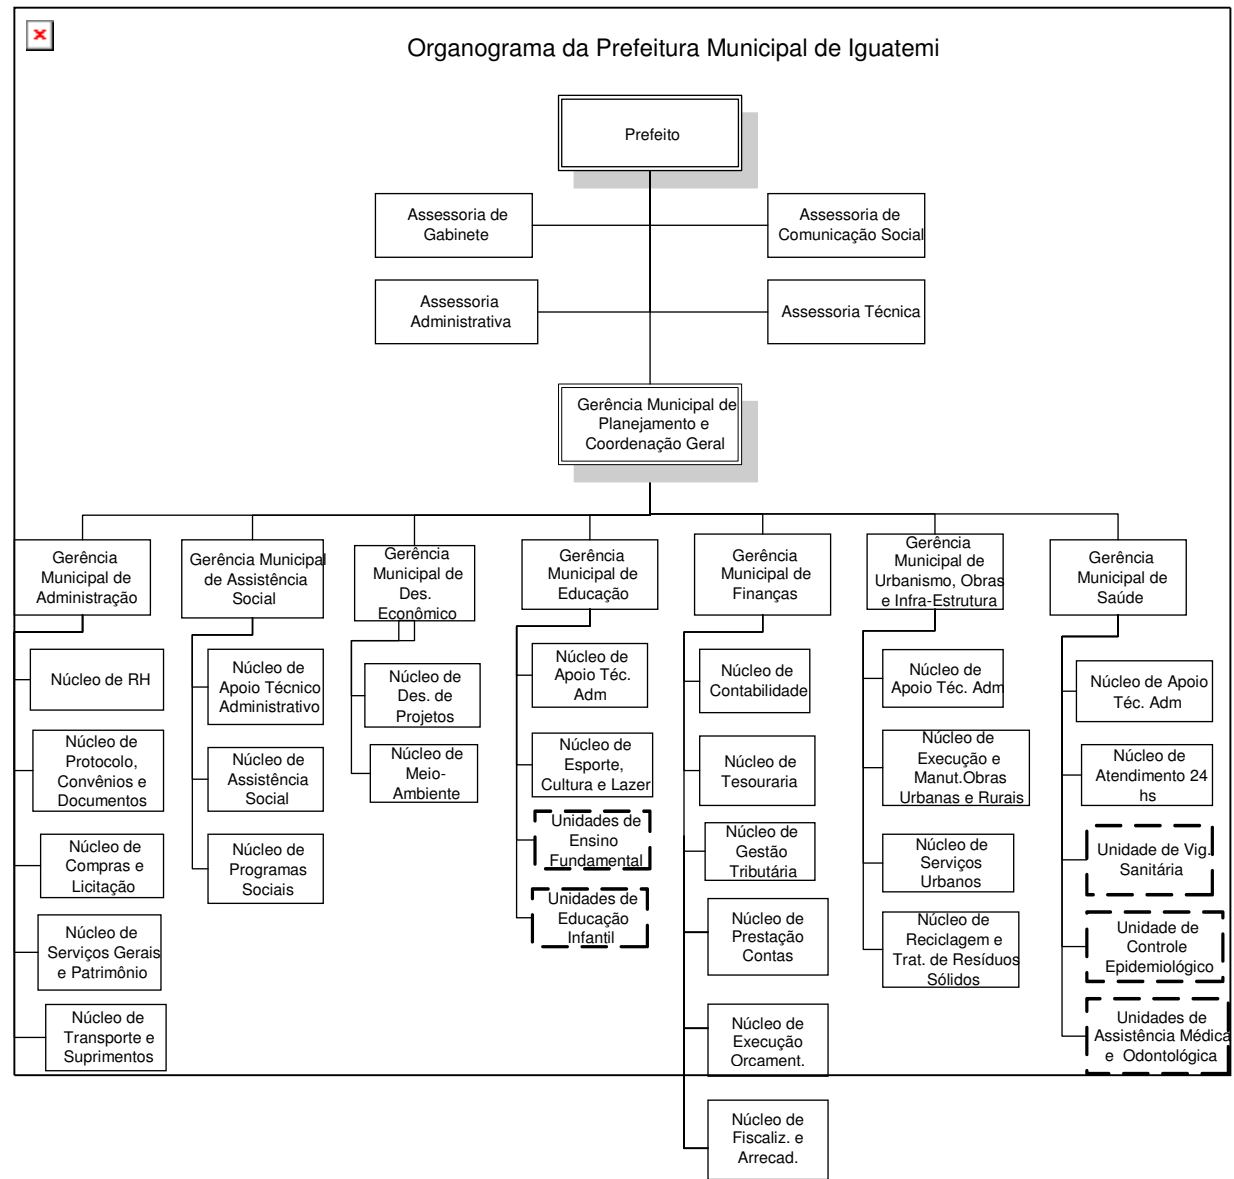 Organograma da Prefeitura Municipal de Iguatemi
Prefeito
Assessoria de
Gabinete
Assessoria de
Comunicação Social
Assessoria
Administrativa
Assessoria Técnica
Gerência Municipal de
Planejamento e
Coordenação Geral
Gerência
Municipal de
Administração
Núcleo de RH
Núcleo de
Protocolo,
Convênios e
Documentos
Núcleo de
Compras e
Licitação
Núcleo de
Serviços Gerais
e Patrimônio
Núcleo de
Transporte e
Suprimentos
Gerência Municipal
de Assistência
Social
Núcleo de
Apoio Técnico
Administrativo
Núcleo de
Assistência
Social
Núcleo de
Programas
Sociais
Gerência
Municipal de
Des.
Econômico
Núcleo de
Des. de
Projetos
Núcleo de
Meio-
Ambiente
Gerência
Municipal de
Educação
Núcleo de
Apoio Téc.
Adm
Núcleo de
Esporte,
Cultura e Lazer
Unidades de
Ensino
Fundamental
Unidades de
Educação
Infantil
Gerência
Municipal de
Finanças
Núcleo de
Contabilidade
Núcleo de
Tesouraria
Núcleo de
Gestão
Tributária
Núcleo de
Prestação
Contas
Núcleo de
Execução
Orcament.
Núcleo de
Fiscaliz. e
Arrecad.
Gerência
Municipal de
Urbanismo, Obras
e Infra-Estrutura
Núcleo de
Apoio Téc. Adm
Núcleo de
Execução e
Manut.Obras
Urbanas e Rurais
Núcleo de
Serviços
Urbanos
Núcleo de
Reciclagem e
Trat. de Resíduos
Sólidos
Gerência
Municipal de
Saúde
Núcleo de Apoio
Téc. Adm
Núcleo de
Atendimento 24
hs
Unidade de Vig.
Sanitária
Unidade de
Controle
Epidemiológico
Unidades de
Assistência Médica
e Odontológica